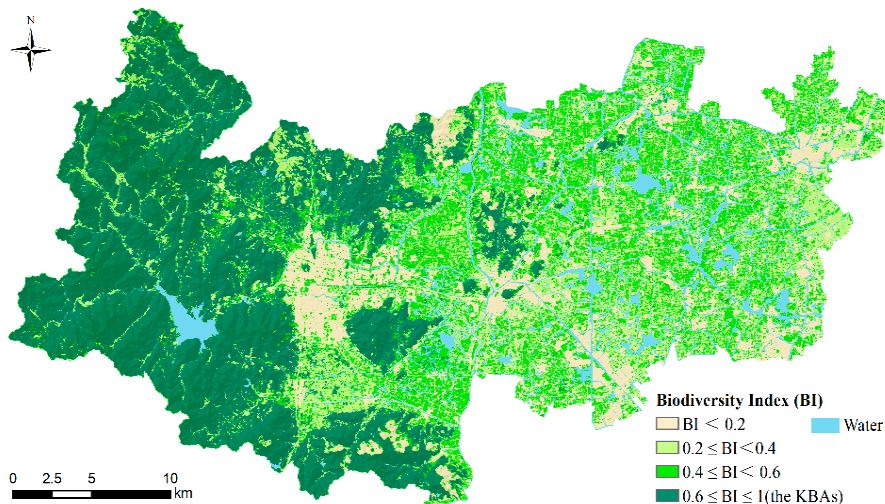 N
Biodiversity Index (BI)
BI < 0.2
Water
0.2 ≤ BI < 0.4
0.4 ≤ BI < 0.6
0.6 ≤ BI ≤ 1(the KBAs)
0 2.5 5 10
km